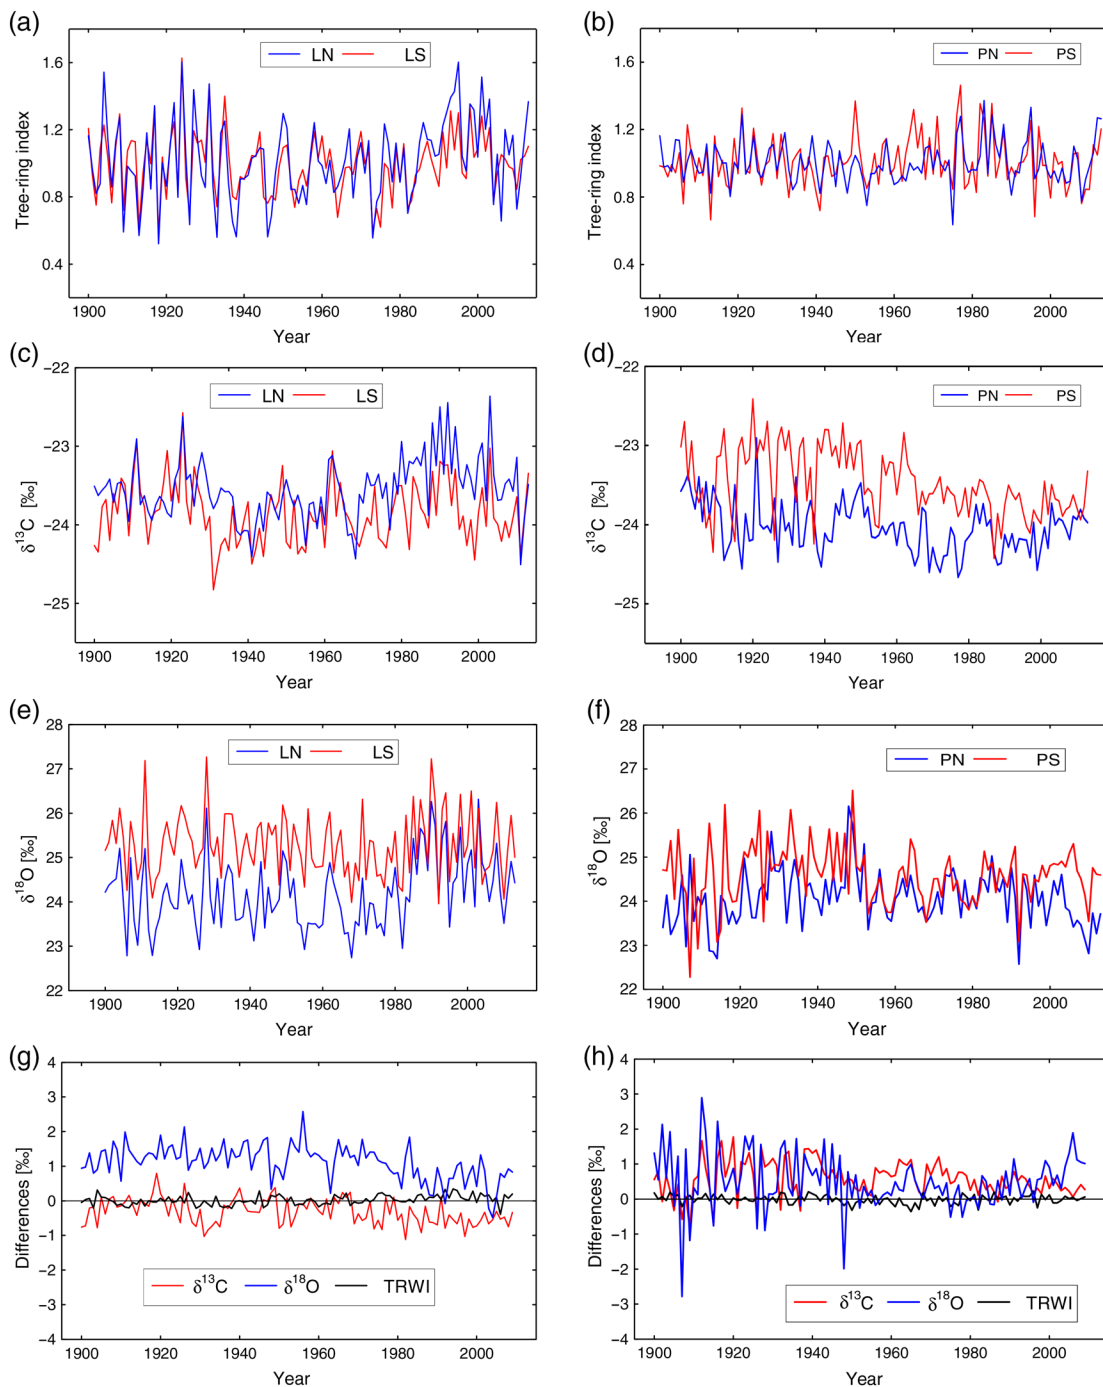 (a)
1.6
1.2
0.8
0.4
Tree-ring index
LN LS
1900 1920 1940 1960 1980 2000
Year
(b)
1.6
1.2
0.8
0.4
Tree-ring index
PN PS
1900 1920 1940 1960 1980 2000
Year
(c)
−22
−23
−24
−25
δ¹³C [‰]
LN LS
1900 1920 1940 1960 1980 2000
Year
(d)
−22
−23
−24
−25
δ¹³C [‰]
PN PS
1900 1920 1940 1960 1980 2000
Year
(e)
28
27
26
25
24
23
22
δ¹⁸O [‰]
LN LS
1900 1920 1940 1960 1980 2000
Year
(f)
28
27
26
25
24
23
22
δ¹⁸O [‰]
PN PS
1900 1920 1940 1960 1980 2000
Year
(g)
4
3
2
1
0
−1
−2
−3
−4
Differences [‰]
δ¹³C δ¹⁸O TRWI
1900 1920 1940 1960 1980 2000
Year
(h)
4
3
2
1
0
−1
−2
−3
−4
Differences [‰]
δ¹³C δ¹⁸O TRWI
1900 1920 1940 1960 1980 2000
Year